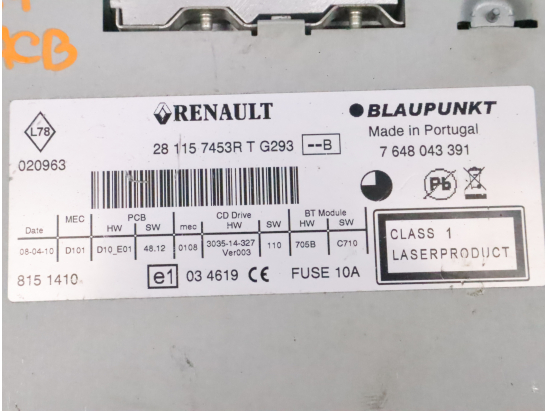 CB
L78
RENAULT
BLAUPUNKT
Made in Portugal
28 115 7453R T G293 --B
7 648 043 391
020963
Pb
MEC PCB CD Drive BT Module
Date HW SW mec HW SW HW SW
08-04-10 D101 D10_E01 48.12 0108 3035-14-327 Ver003 110 705B C710
CLASS 1
LASERPRODUCT
815 1410 e1 03 4619 CE FUSE 10A